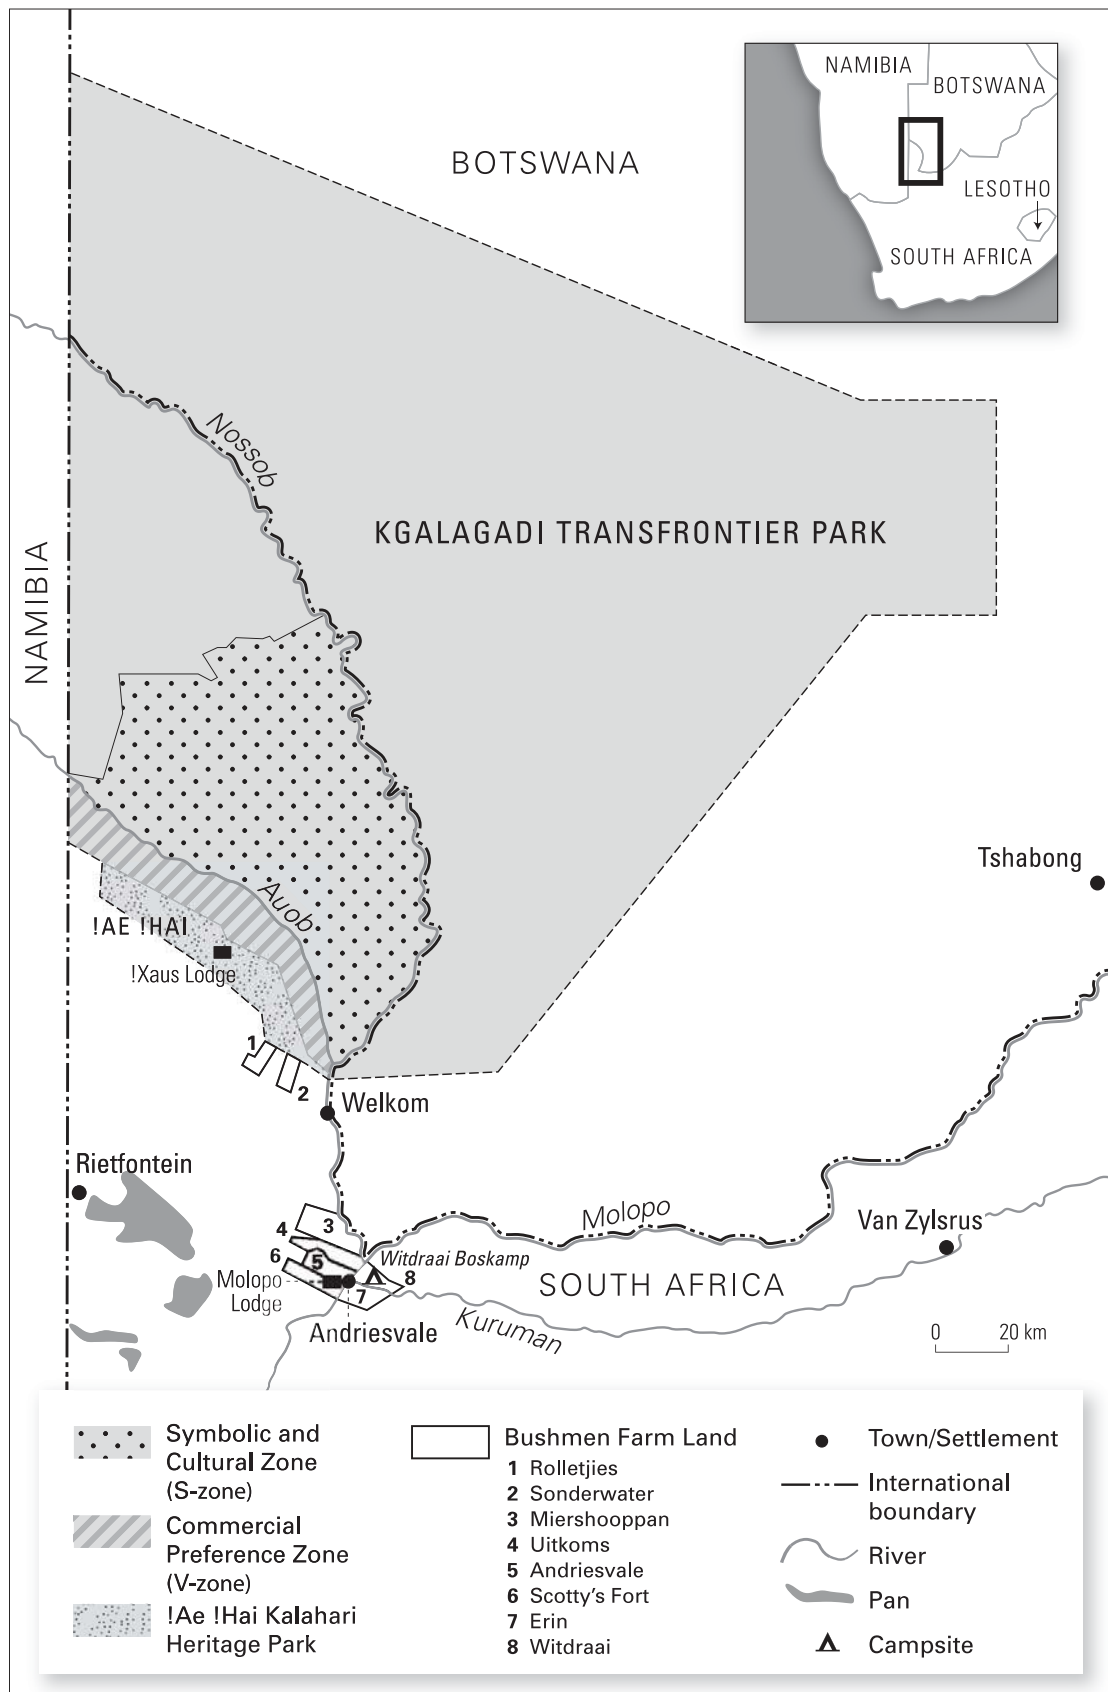 NAMIBIA
BOTSWANA
LESOTHO
SOUTH AFRICA
BOTSWANA
Nossob
KGALAGADI TRANSFRONTIER PARK
NAMIBIA
Tshabong
Auob
!AE !HAI
!Xaus Lodge
1
2
Welkom
Rietfontein
3
4
Molopo
Van Zylsrus
6
5
Witdraai Boskamp
8
SOUTH AFRICA
Molopo
Lodge
7
Kuruman
Andriesvale
0 20 km
Symbolic and
Cultural Zone
(S-zone)
Commercial
Preference Zone
(V-zone)
!Ae !Hai Kalahari
Heritage Park
Bushmen Farm Land
1 Rolletjies
2 Sonderwater
3 Miershooppan
4 Uitkoms
5 Andriesvale
6 Scotty's Fort
7 Erin
8 Witdraai
Town/Settlement
International
boundary
River
Pan
Campsite